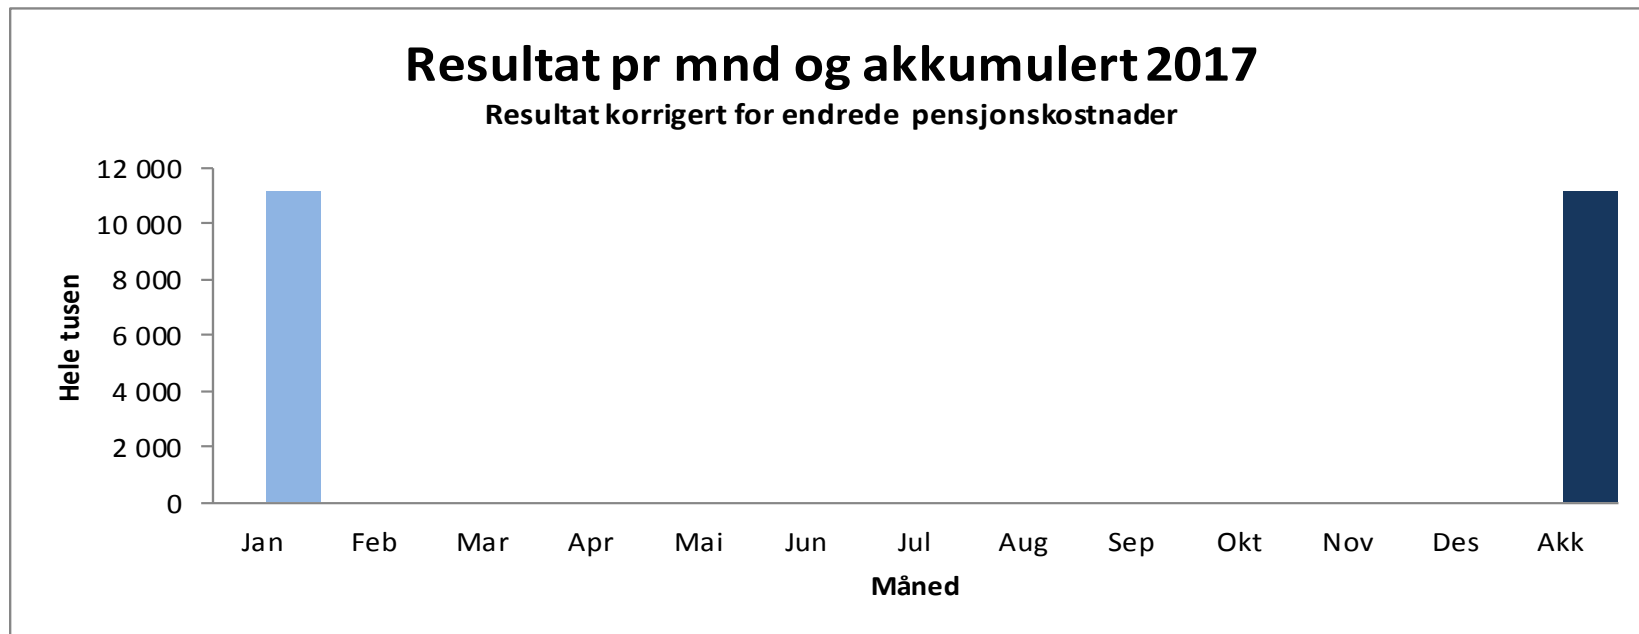 Resultat pr mnd og akkumulert 2017
Resultat korrigert for endrede pensjonskostnader
12 000
10 000
8 000
6 000
4 000
2 000
0
Hele tusen
Jan Feb Mar Apr Mai Jun Jul Aug Sep Okt Nov Des Akk
Måned